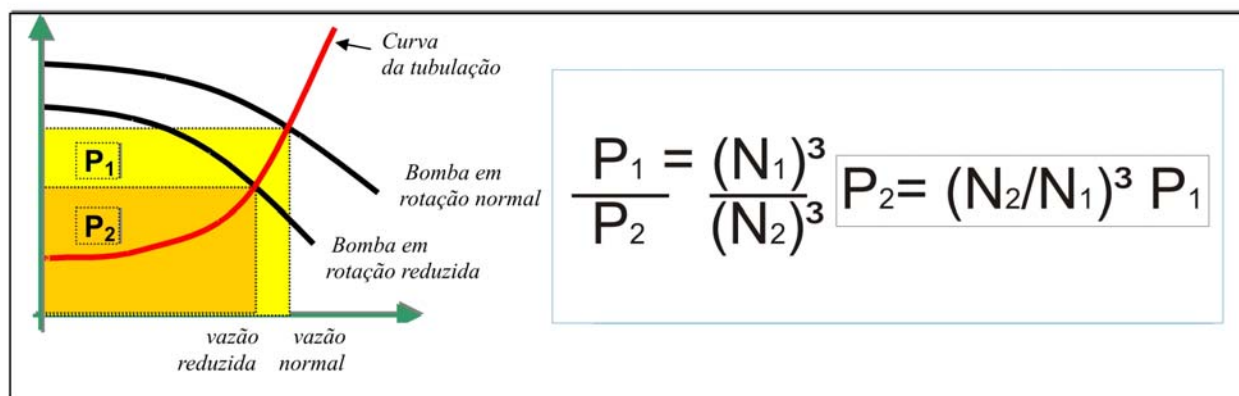 Curva
da tubulação
P₁
P₂
Bomba em
rotação normal
Bomba em
rotação reduzida
vazão
reduzida
vazão
normal
P₁ = (N₁)³
P₂ (N₂)³
P₂= (N₂/N₁)³ P₁